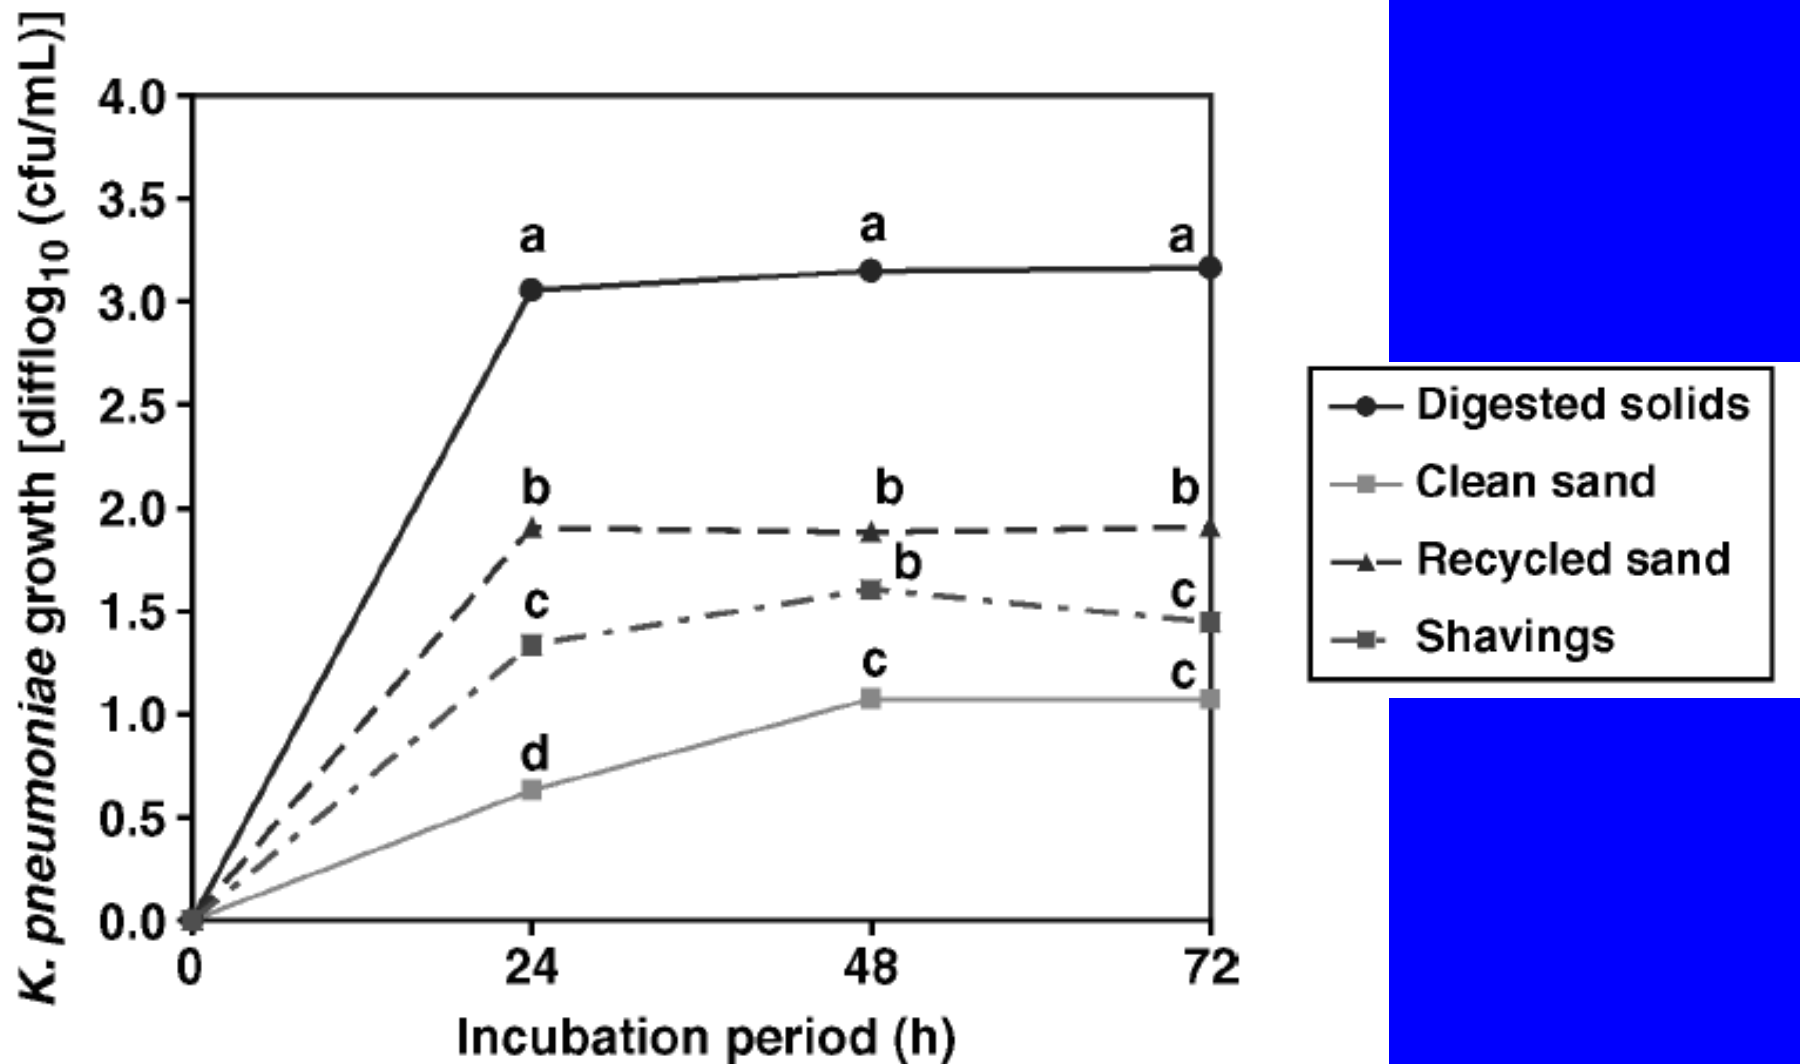 K. pneumoniae growth [difflog10 (cfu/mL)]
4.0
3.5
3.0
2.5
2.0
1.5
1.0
0.5
0.0
a
a
a
b
b
b
c
b
c
d
c
c
0
24
48
72
Incubation period (h)
Digested solids
Clean sand
Recycled sand
Shavings